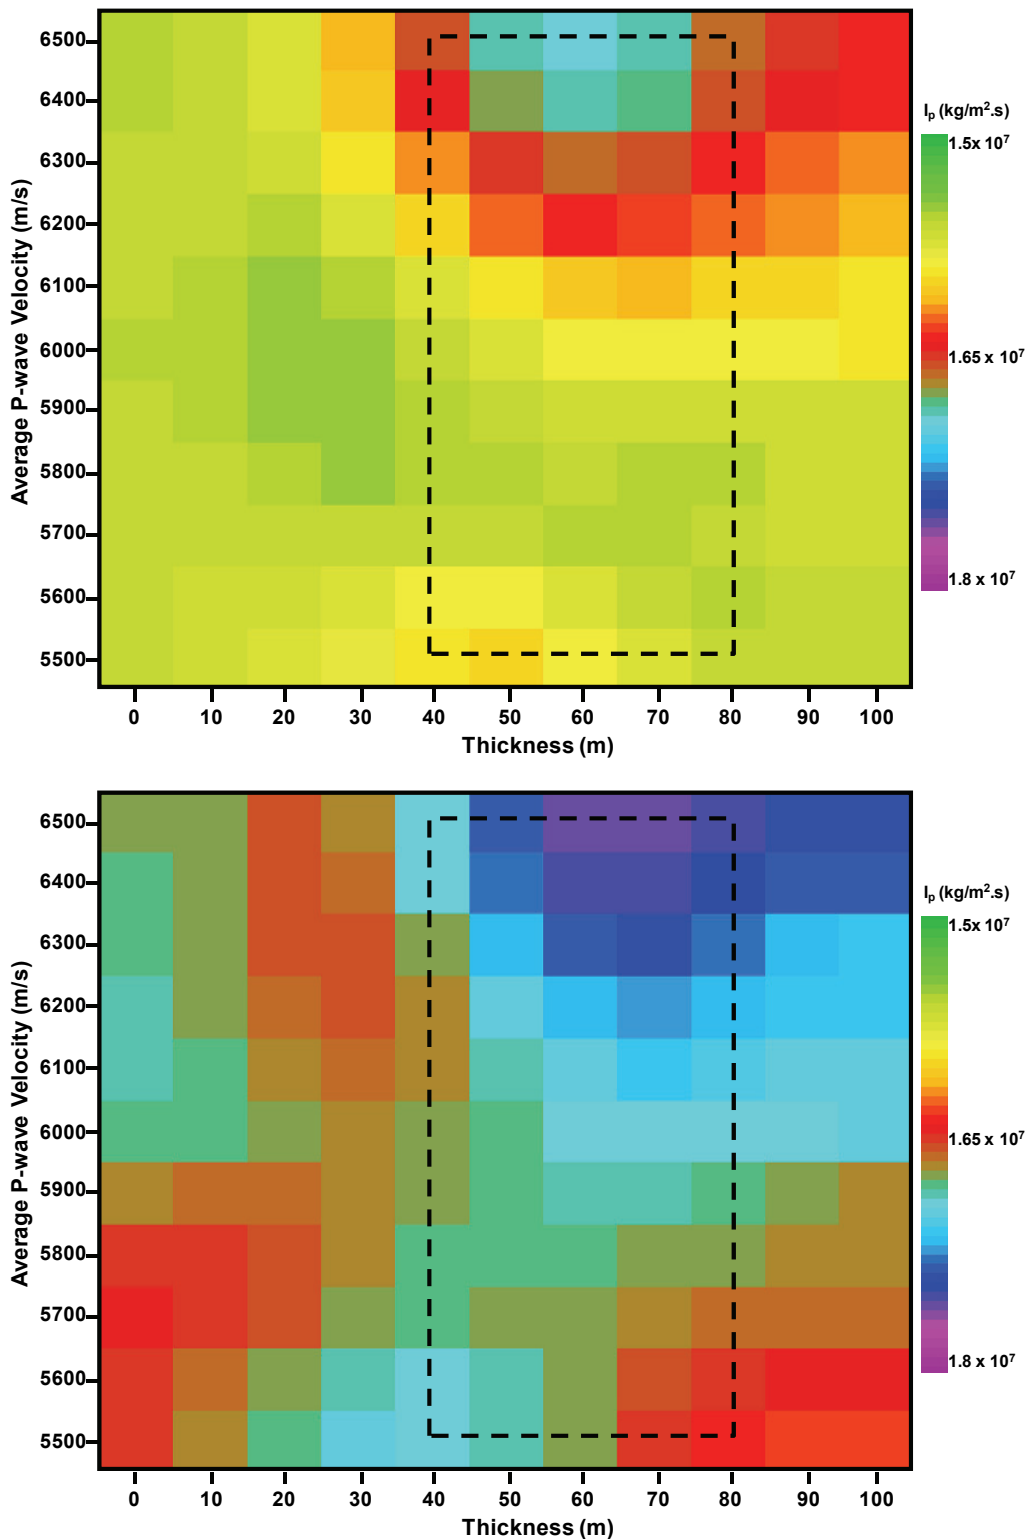 6500
6400
6300
6200
6100
6000
5900
5800
5700
5600
5500
Average P-wave Velocity (m/s)
0 10 20 30 40 50 60 70 80 90 100
Thickness (m)
Iₚ (kg/m².s)
1.5x 10⁷
1.65 x 10⁷
1.8 x 10⁷
6500
6400
6300
6200
6100
6000
5900
5800
5700
5600
5500
Average P-wave Velocity (m/s)
0 10 20 30 40 50 60 70 80 90 100
Thickness (m)
Iₚ (kg/m².s)
1.5x 10⁷
1.65 x 10⁷
1.8 x 10⁷